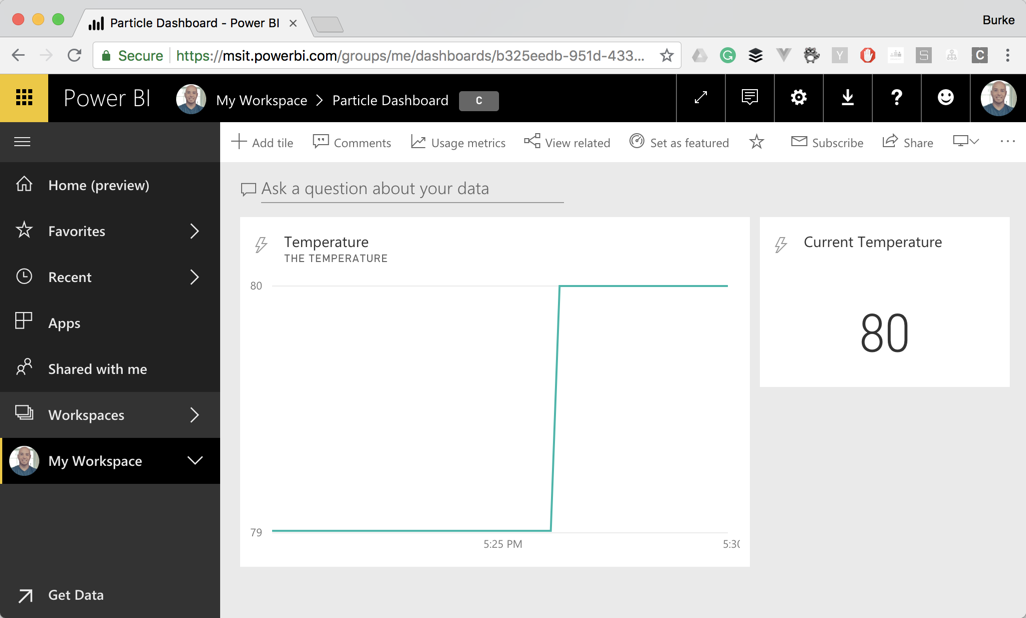 Particle Dashboard - Power BI
Burke
Secure https://msit.powerbi.com/groups/me/dashboards/b325eedb-951d-433...
Power BI My Workspace > Particle Dashboard C
Add tile Comments Usage metrics View related Set as featured Subscribe Share
Home (preview)
Favorites
Recent
Apps
Shared with me
Workspaces
My Workspace
Get Data
Ask a question about your data
Temperature
THE TEMPERATURE
80
79
5:25 PM 5:30
Current Temperature
80